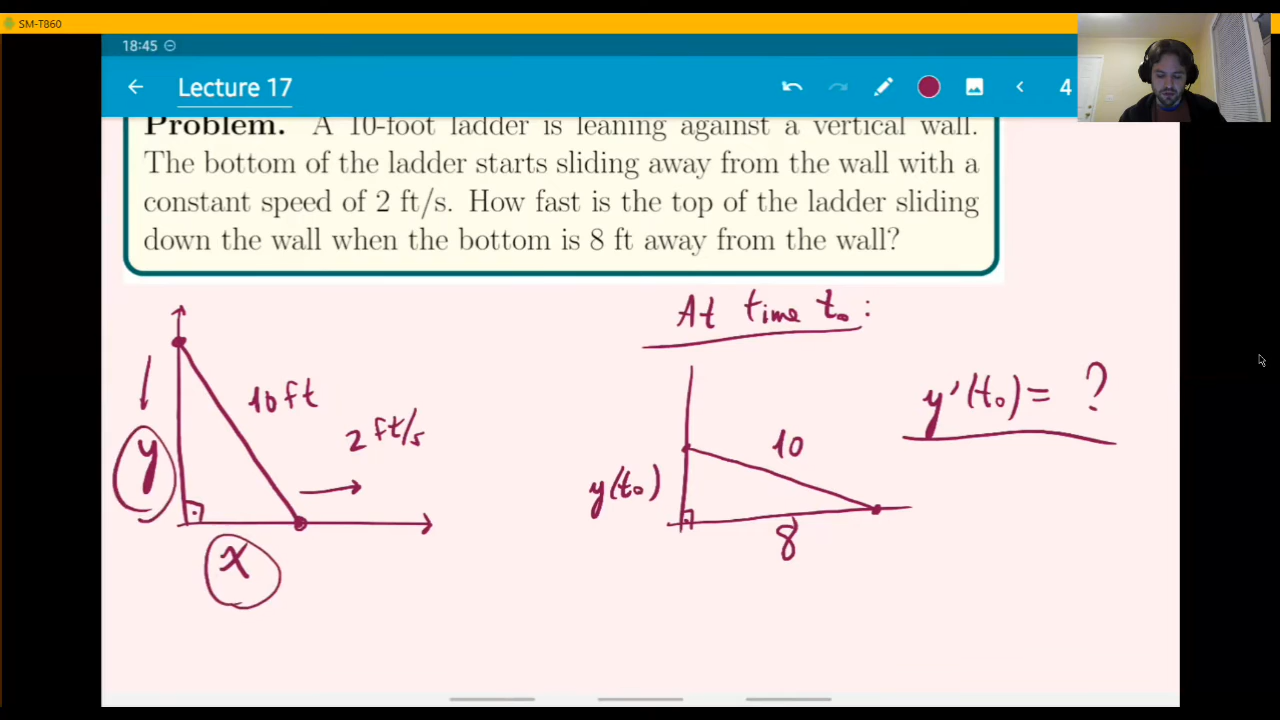 SM-T860
18:45
Lecture 17
4
Problem. A 10-foot ladder is leaning against a vertical wall.
The bottom of the ladder starts sliding away from the wall with a
constant speed of 2 ft/s. How fast is the top of the ladder sliding
down the wall when the bottom is 8 ft away from the wall?
At time t₀:
10ft
2 ft/s
y
x
y'(t₀) = ?
10
y(t₀)
8